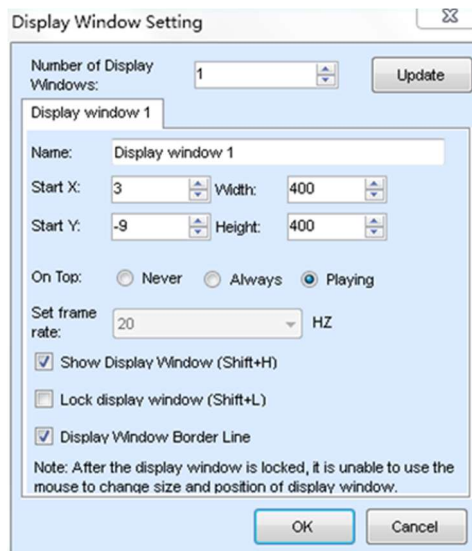 Display Window Setting
Number of Display
Windows:
1
Update
Display window 1
Name: Display window 1
Start X: 3 Width: 400
Start Y: -9 Height: 400
On Top: Never Always Playing
Set frame
rate:
20 HZ
Show Display Window (Shift+H)
Lock display window (Shift+L)
Display Window Border Line
Note: After the display window is locked, it is unable to use the
mouse to change size and position of display window.
OK Cancel